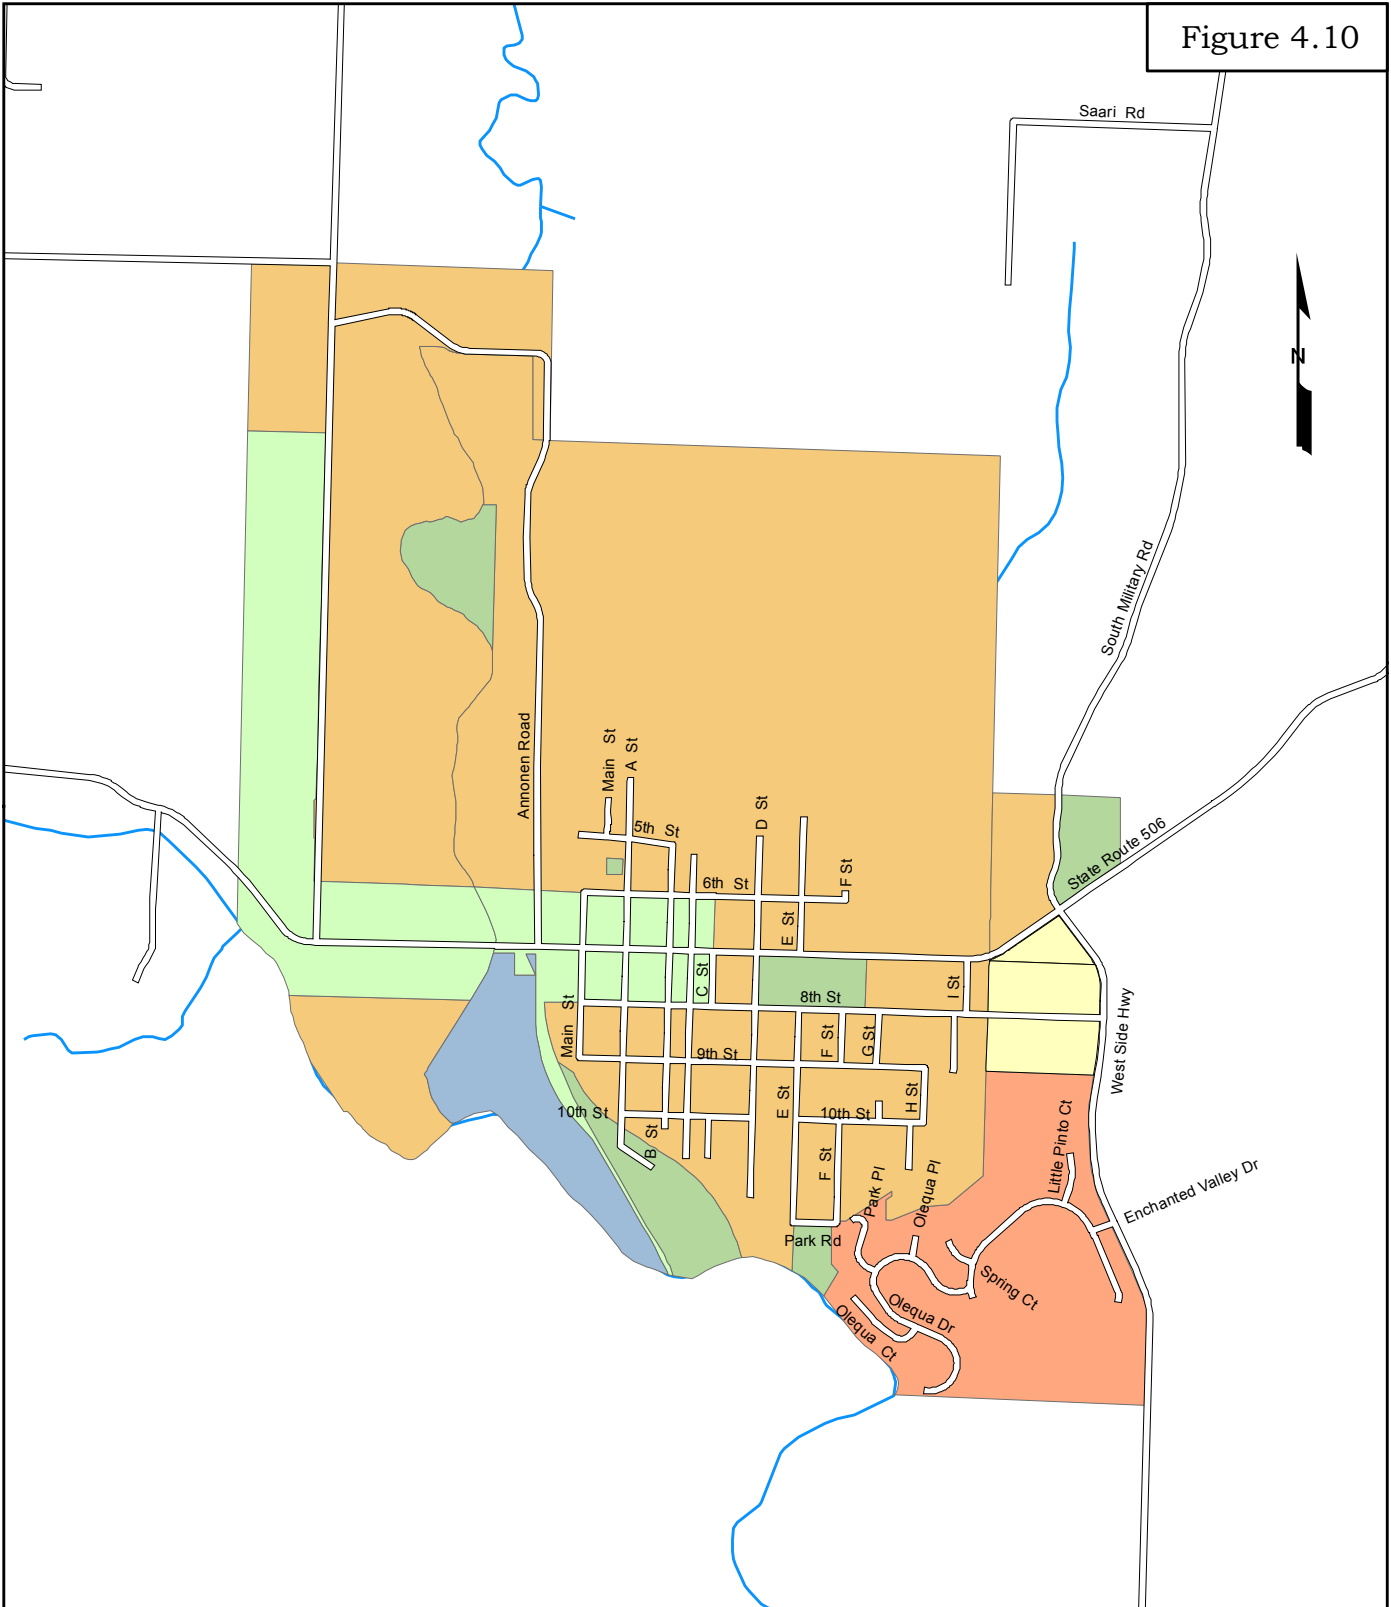 Figure 4.10
Saari Rd
N
South Military Rd
Annonen Road
Main St
A St
5th St
D St
State Route 506
F St
6th St
E St
C St
I St
8th St
Main St
F St
G St
9th St
West Side Hwy
E St
H St
10th St
10th St
B St
Little Pinto Ct
F St
Park Pl
Olequa Pl
Enchanted Valley Dr
Park Rd
Spring Ct
Olequa Dr
Olequa Ct